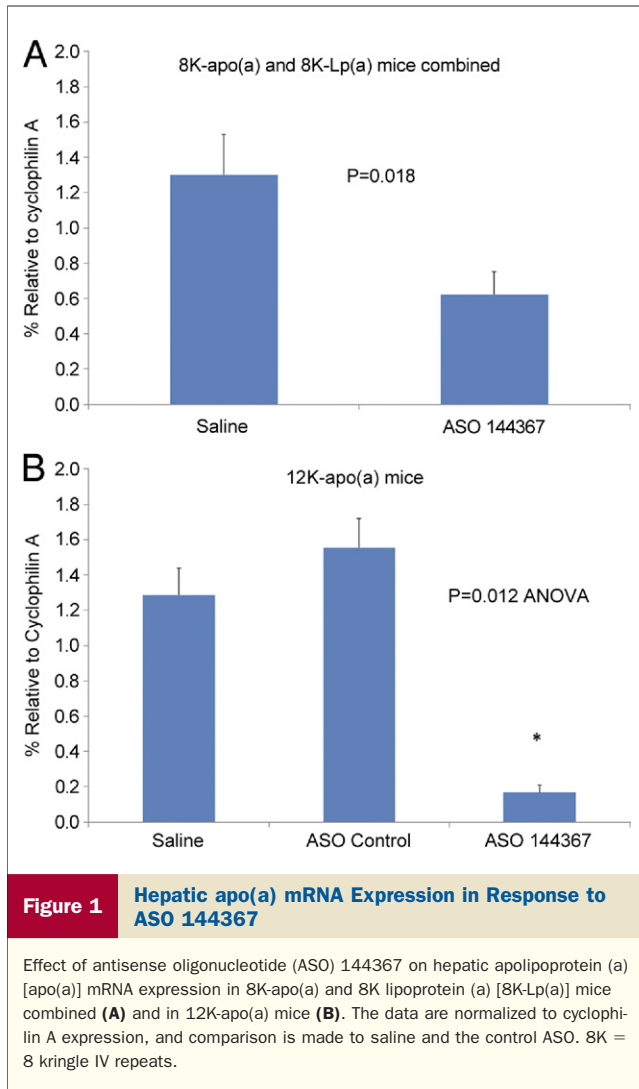 A
8K-apo(a) and 8K-Lp(a) mice combined
% Relative to cyclophilin A
2.0
1.8
1.6
1.4
1.2
1.0
0.8
0.6
0.4
0.2
0.0
P=0.018
Saline ASO 144367
B
12K-apo(a) mice
% Relative to Cyclophilin A
2.0
1.8
1.6
1.4
1.2
1.0
0.8
0.6
0.4
0.2
0.0
P=0.012 ANOVA
*
Saline ASO Control ASO 144367
Figure 1
Hepatic apo(a) mRNA Expression in Response to
ASO 144367
Effect of antisense oligonucleotide (ASO) 144367 on hepatic apolipoprotein (a)
[apo(a)] mRNA expression in 8K-apo(a) and 8K lipoprotein (a) [8K-Lp(a)] mice
combined (A) and in 12K-apo(a) mice (B). The data are normalized to cyclophi-
lin A expression, and comparison is made to saline and the control ASO. 8K =
8 kringle IV repeats.